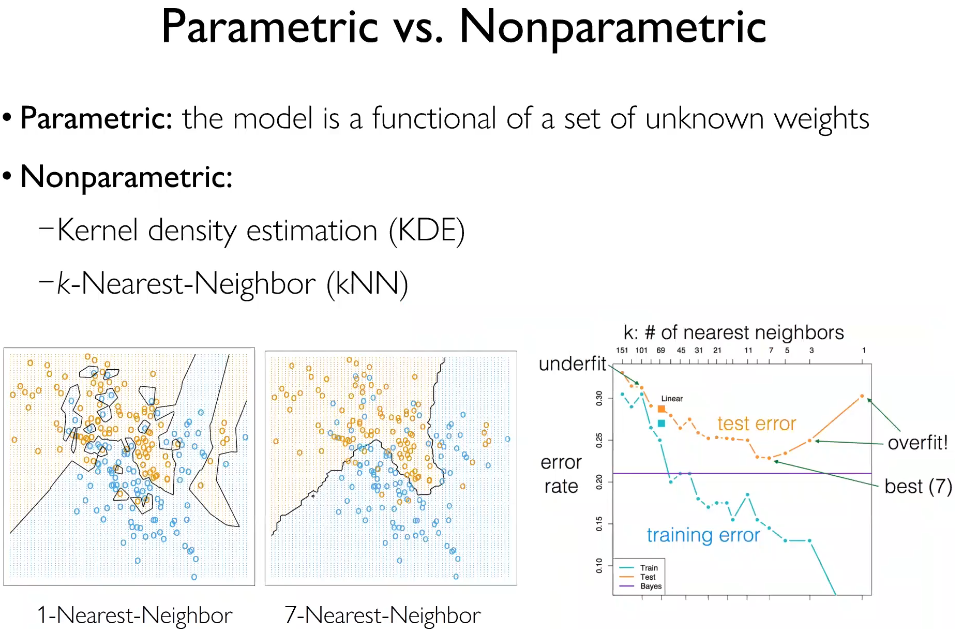 Parametric vs. Nonparametric
• Parametric: the model is a functional of a set of unknown weights
• Nonparametric:
–Kernel density estimation (KDE)
–k-Nearest-Neighbor (kNN)
1-Nearest-Neighbor
7-Nearest-Neighbor
k: # of nearest neighbors
151 101 69 45 31 21 11 7 5 3 1
underfit
Linear
test error
overfit!
error
rate
best (7)
training error
0.30
0.25
0.20
0.15
0.10
Train
Test
Bayes